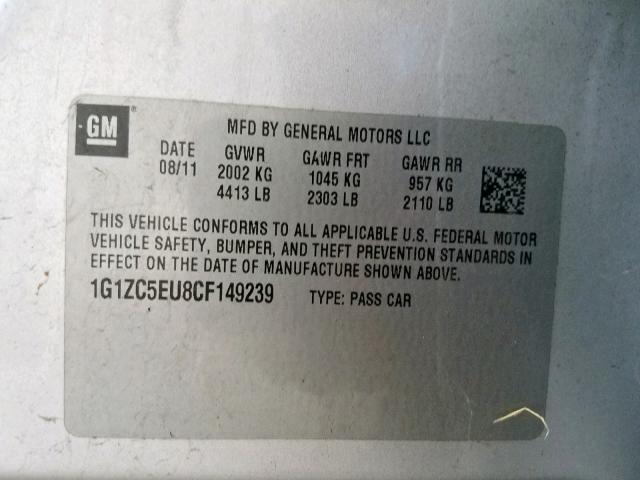 GM
MFD BY GENERAL MOTORS LLC
DATE GVWR GAWR FRT GAWR RR
08/11 2002 KG 1045 KG 957 KG
4413 LB 2303 LB 2110 LB
THIS VEHICLE CONFORMS TO ALL APPLICABLE U.S. FEDERAL MOTOR
VEHICLE SAFETY, BUMPER, AND THEFT PREVENTION STANDARDS IN
EFFECT ON THE DATE OF MANUFACTURE SHOWN ABOVE.
1G1ZC5EU8CF149239 TYPE: PASS CAR